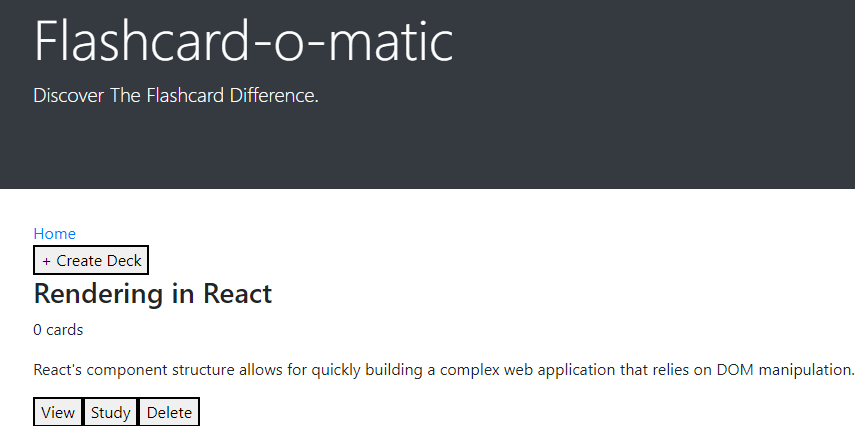 Flashcard-o-matic
Discover The Flashcard Difference.
Home
+ Create Deck
Rendering in React
0 cards
React's component structure allows for quickly building a complex web application that relies on DOM manipulation.
View Study Delete